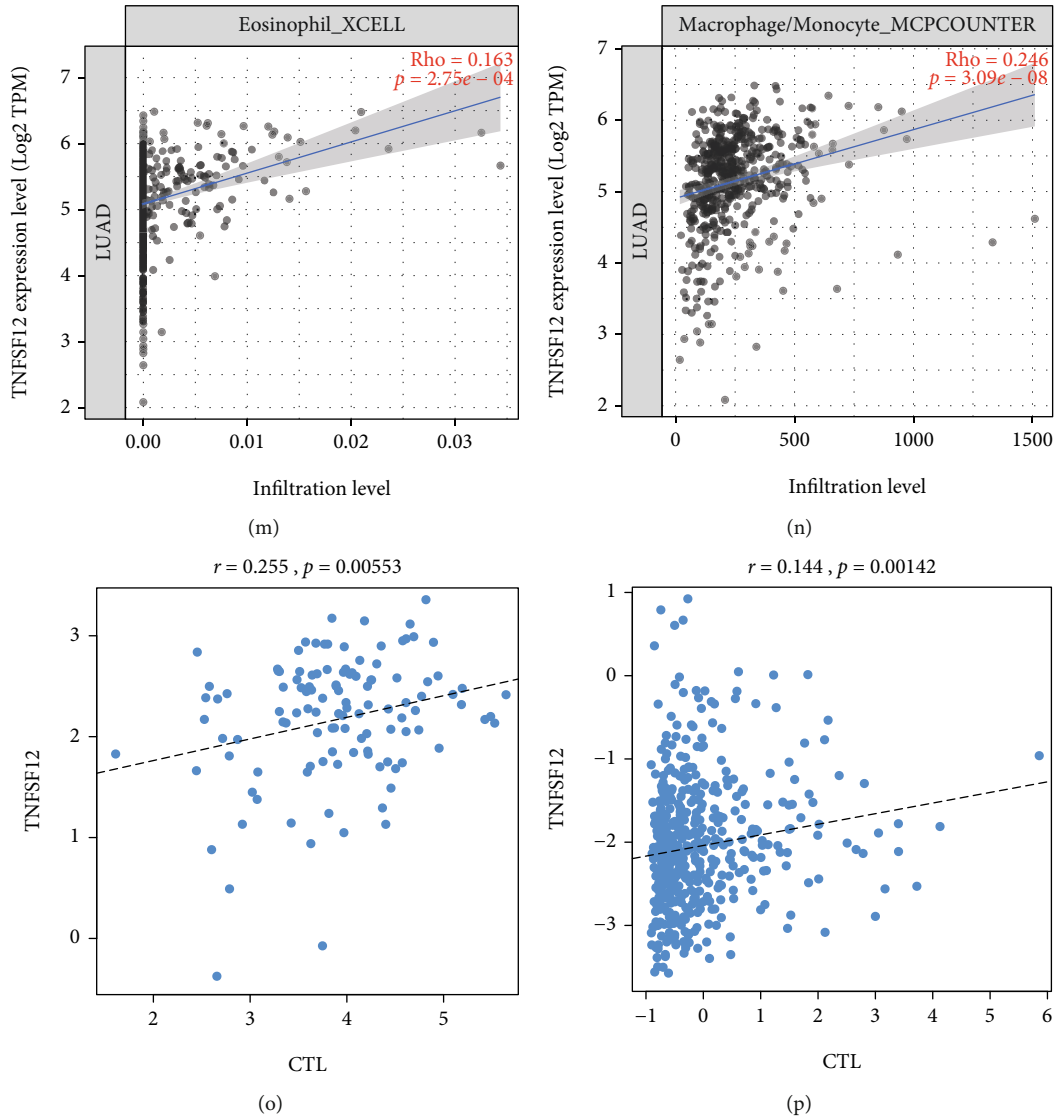 Eosinophil_XCELL
Rho = 0.163
p = 2.75e − 04
TNFSF12 expression level (Log2 TPM)
LUAD
7
6
5
4
3
2
0.00 0.01 0.02 0.03
Infiltration level
(m)
Macrophage/Monocyte_MCPCOUNTER
Rho = 0.246
p = 3.09e − 08
TNFSF12 expression level (Log2 TPM)
LUAD
7
6
5
4
3
2
0 500 1000 1500
Infiltration level
(n)
r = 0.255 , p = 0.00553
TNFSF12
3
2
1
0
2 3 4 5
CTL
(o)
r = 0.144 , p = 0.00142
TNFSF12
1
0
−1
−2
−3
−1 0 1 2 3 4 5 6
CTL
(p)